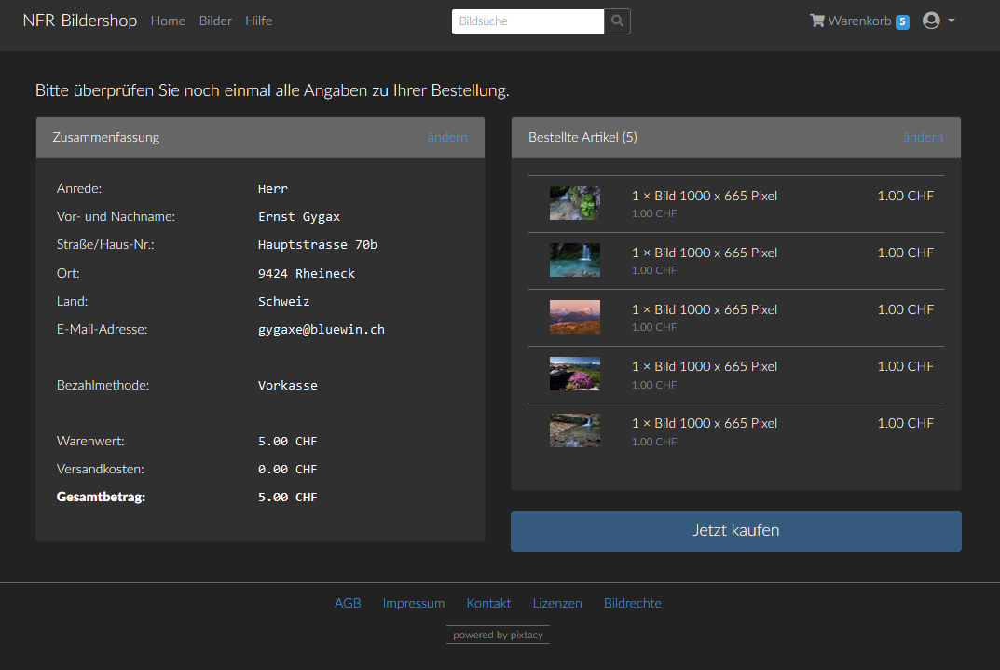 NFR-Bildershop Home Bilder Hilfe Bildsuche Warenkorb 5
Bitte überprüfen Sie noch einmal alle Angaben zu Ihrer Bestellung.
Zusammenfassung ändern
Anrede: Herr
Vor- und Nachname: Ernst Gygax
Straße/Haus-Nr.: Hauptstrasse 70b
Ort: 9424 Rheineck
Land: Schweiz
E-Mail-Adresse: gygaxe@bluewin.ch
Bezahlmethode: Vorkasse
Warenwert: 5.00 CHF
Versandkosten: 0.00 CHF
Gesamtbetrag: 5.00 CHF
Bestellte Artikel (5) ändern
1 × Bild 1000 x 665 Pixel 1.00 CHF
1.00 CHF
1 × Bild 1000 x 665 Pixel 1.00 CHF
1.00 CHF
1 × Bild 1000 x 665 Pixel 1.00 CHF
1.00 CHF
1 × Bild 1000 x 665 Pixel 1.00 CHF
1.00 CHF
1 × Bild 1000 x 665 Pixel 1.00 CHF
1.00 CHF
Jetzt kaufen
AGB Impressum Kontakt Lizenzen Bildrechte
powered by pixtacy